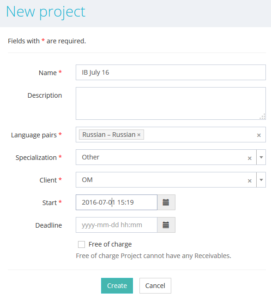 New project
Fields with * are required.
Name * IB July 16
Description
Language pairs * Russian – Russian × ×
Specialization * Other ×
Client * OM ×
Start * 2016-07-01 15:19
Deadline yyyy-mm-dd hh:mm
Free of charge
Free of charge Project cannot have any Receivables.
Create Cancel